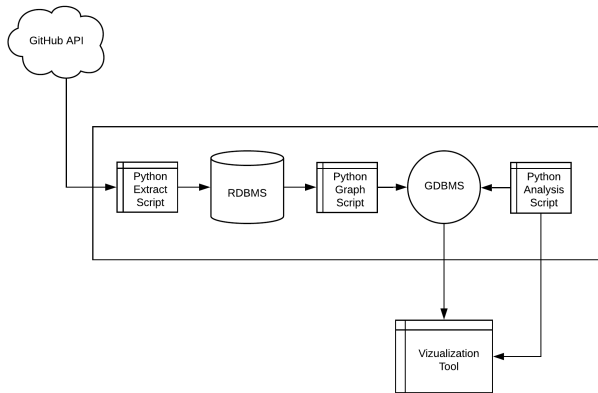 GitHub API
Python
Extract
Script
RDBMS
Python
Graph
Script
GDBMS
Python
Analysis
Script
Vizualization
Tool